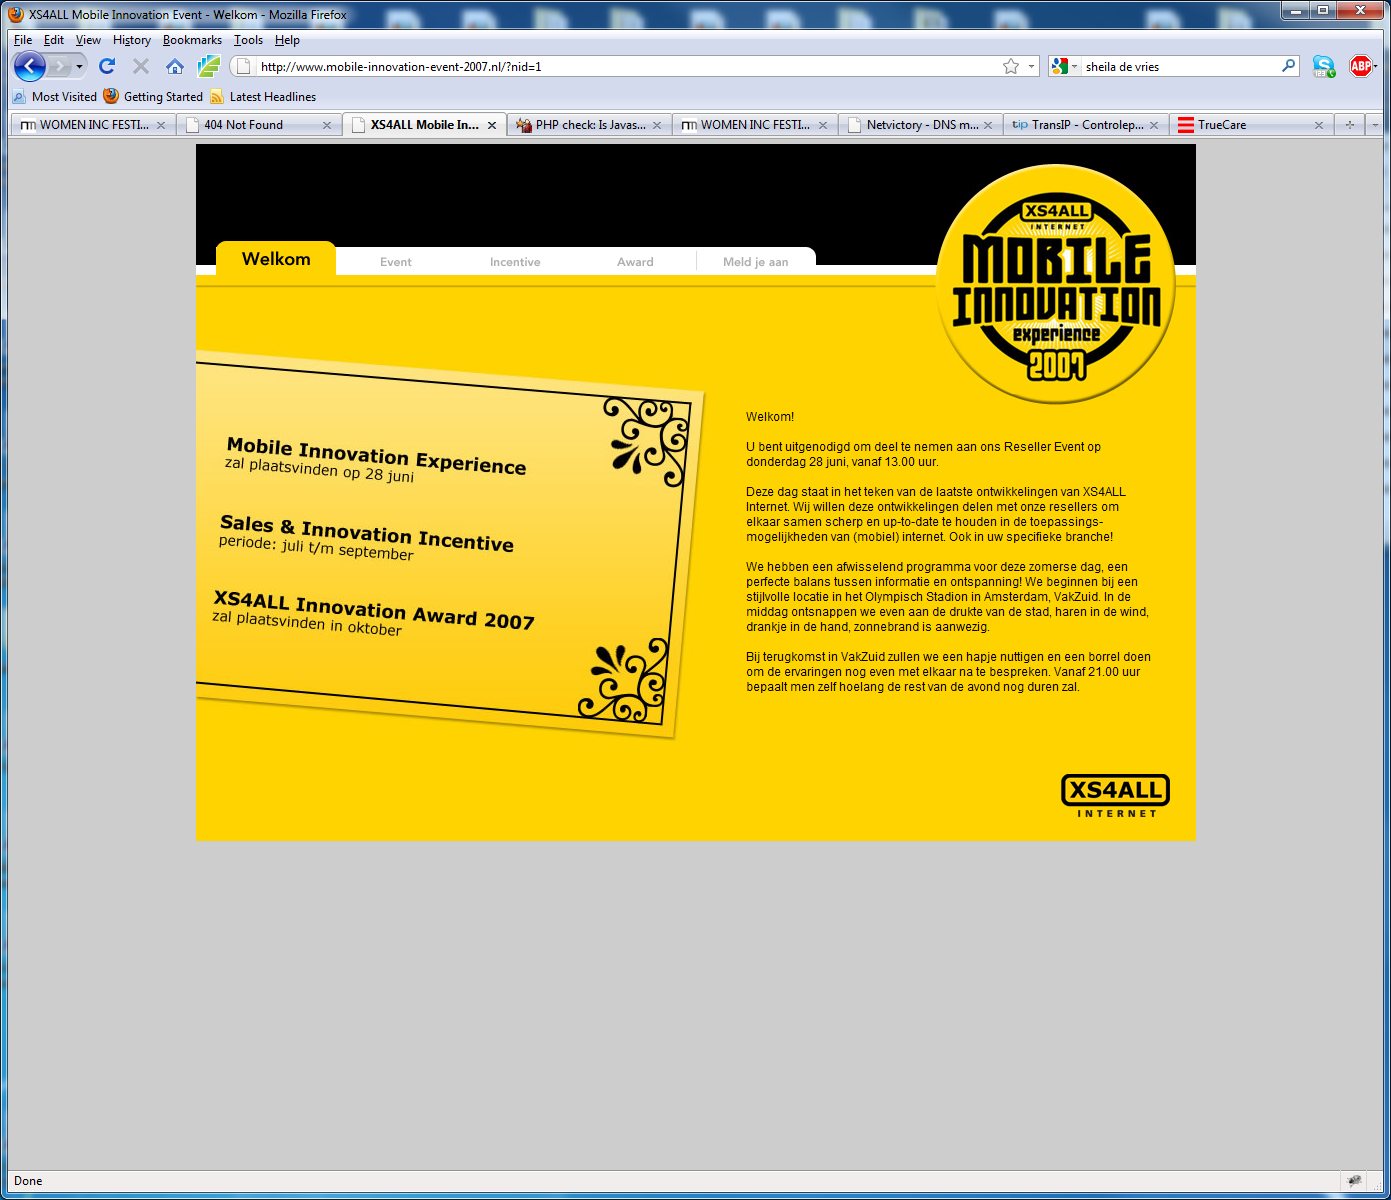 XS4ALL Mobile Innovation Event - Welkom - Mozilla Firefox
File Edit View History Bookmarks Tools Help
http://www.mobile-innovation-event-2007.nl/?nid=1
sheila de vries
ABP
Most Visited Getting Started Latest Headlines
WOMEN INC FESTI...
404 Not Found
XS4ALL Mobile In...
PHP check: Is Javas...
WOMEN INC FESTI...
Netvictory - DNS m...
tip TransIP - Controlep...
TrueCare
Welkom
Event
Incentive
Award
Meld je aan
XS4ALL
INTERNET
MOBILE
INNOVATION
experience
2007
Mobile Innovation Experience
zal plaatsvinden op 28 juni
Sales & Innovation Incentive
periode: juli t/m september
XS4ALL Innovation Award 2007
zal plaatsvinden in oktober
Welkom!
U bent uitgenodigd om deel te nemen aan ons Reseller Event op
donderdag 28 juni, vanaf 13.00 uur.
Deze dag staat in het teken van de laatste ontwikkelingen van XS4ALL
Internet. Wij willen deze ontwikkelingen delen met onze resellers om
elkaar samen scherp en up-to-date te houden in de toepassings-
mogelijkheden van (mobiel) internet. Ook in uw specifieke branche!
We hebben een afwisselend programma voor deze zomerse dag, een
perfecte balans tussen informatie en ontspanning! We beginnen bij een
stijlvolle locatie in het Olympisch Stadion in Amsterdam, VakZuid. In de
middag ontsnappen we even aan de drukte van de stad, haren in de wind,
drankje in de hand, zonnebrand is aanwezig.
Bij terugkomst in VakZuid zullen we een hapje nuttigen en een borrel doen
om de ervaringen nog even met elkaar na te bespreken. Vanaf 21.00 uur
bepaalt men zelf hoelang de rest van de avond nog duren zal.
XS4ALL
INTERNET
Done